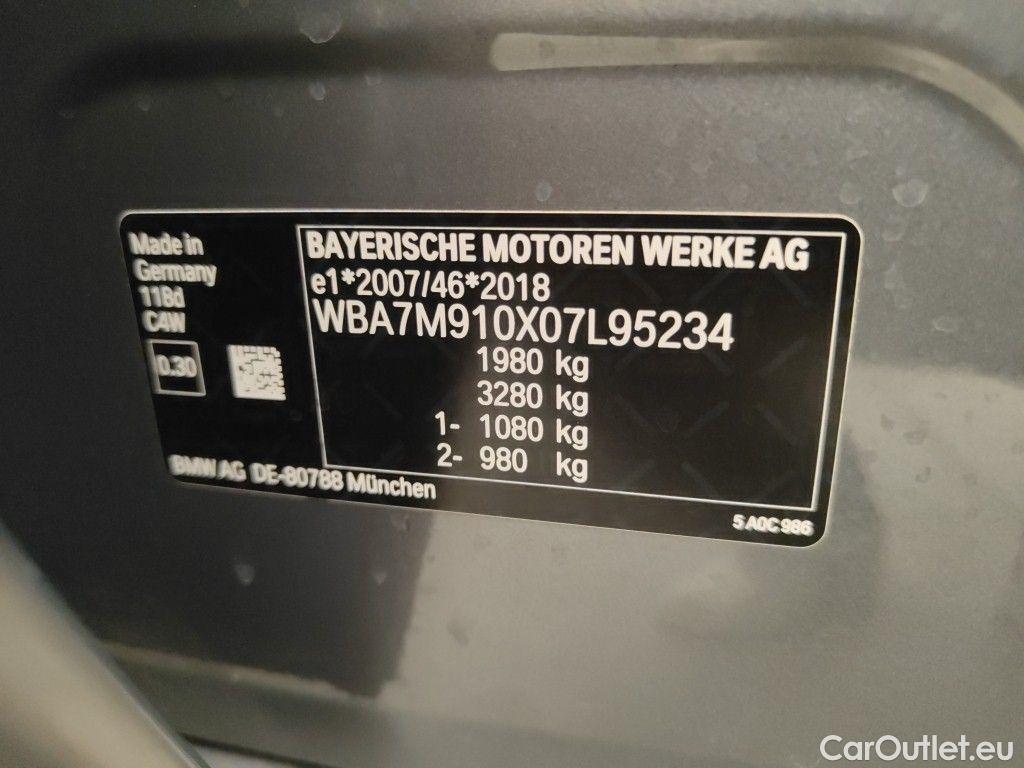 Made in
Germany
118d
C4W
0.30
BAYERISCHE MOTOREN WERKE AG
e1*2007/46*2018
WBA7M910X07L95234
1980 kg
3280 kg
1- 1080 kg
2- 980 kg
BMW AG DE-80788 München
5 A0C 986
CarOutlet.eu